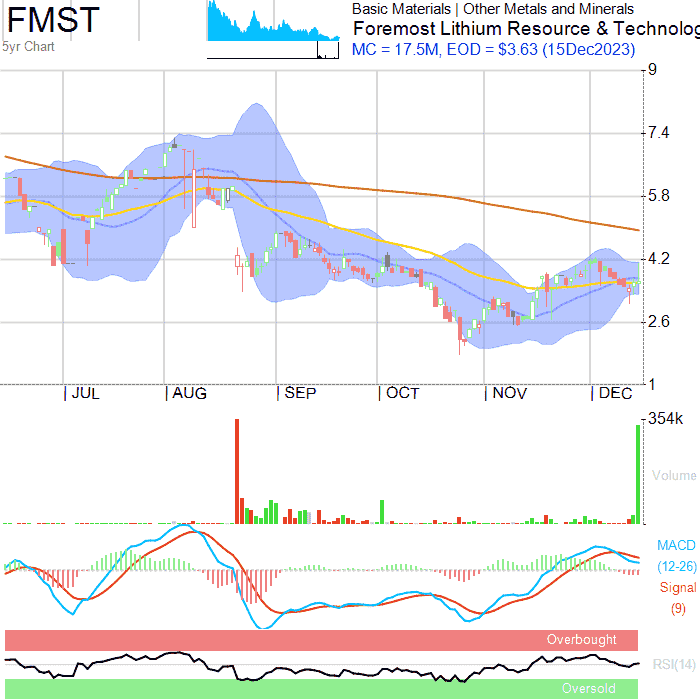 FMST
5yr Chart
Basic Materials | Other Metals and Minerals
Foremost Lithium Resource & Technolog
MC = 17.5M, EOD = $3.63 (15Dec2023)
9
7.4
5.8
4.2
2.6
1
JUL AUG SEP OCT NOV DEC
354k
Volume
MACD
(12-26)
Signal
(9)
Overbought
RSI(14)
Oversold